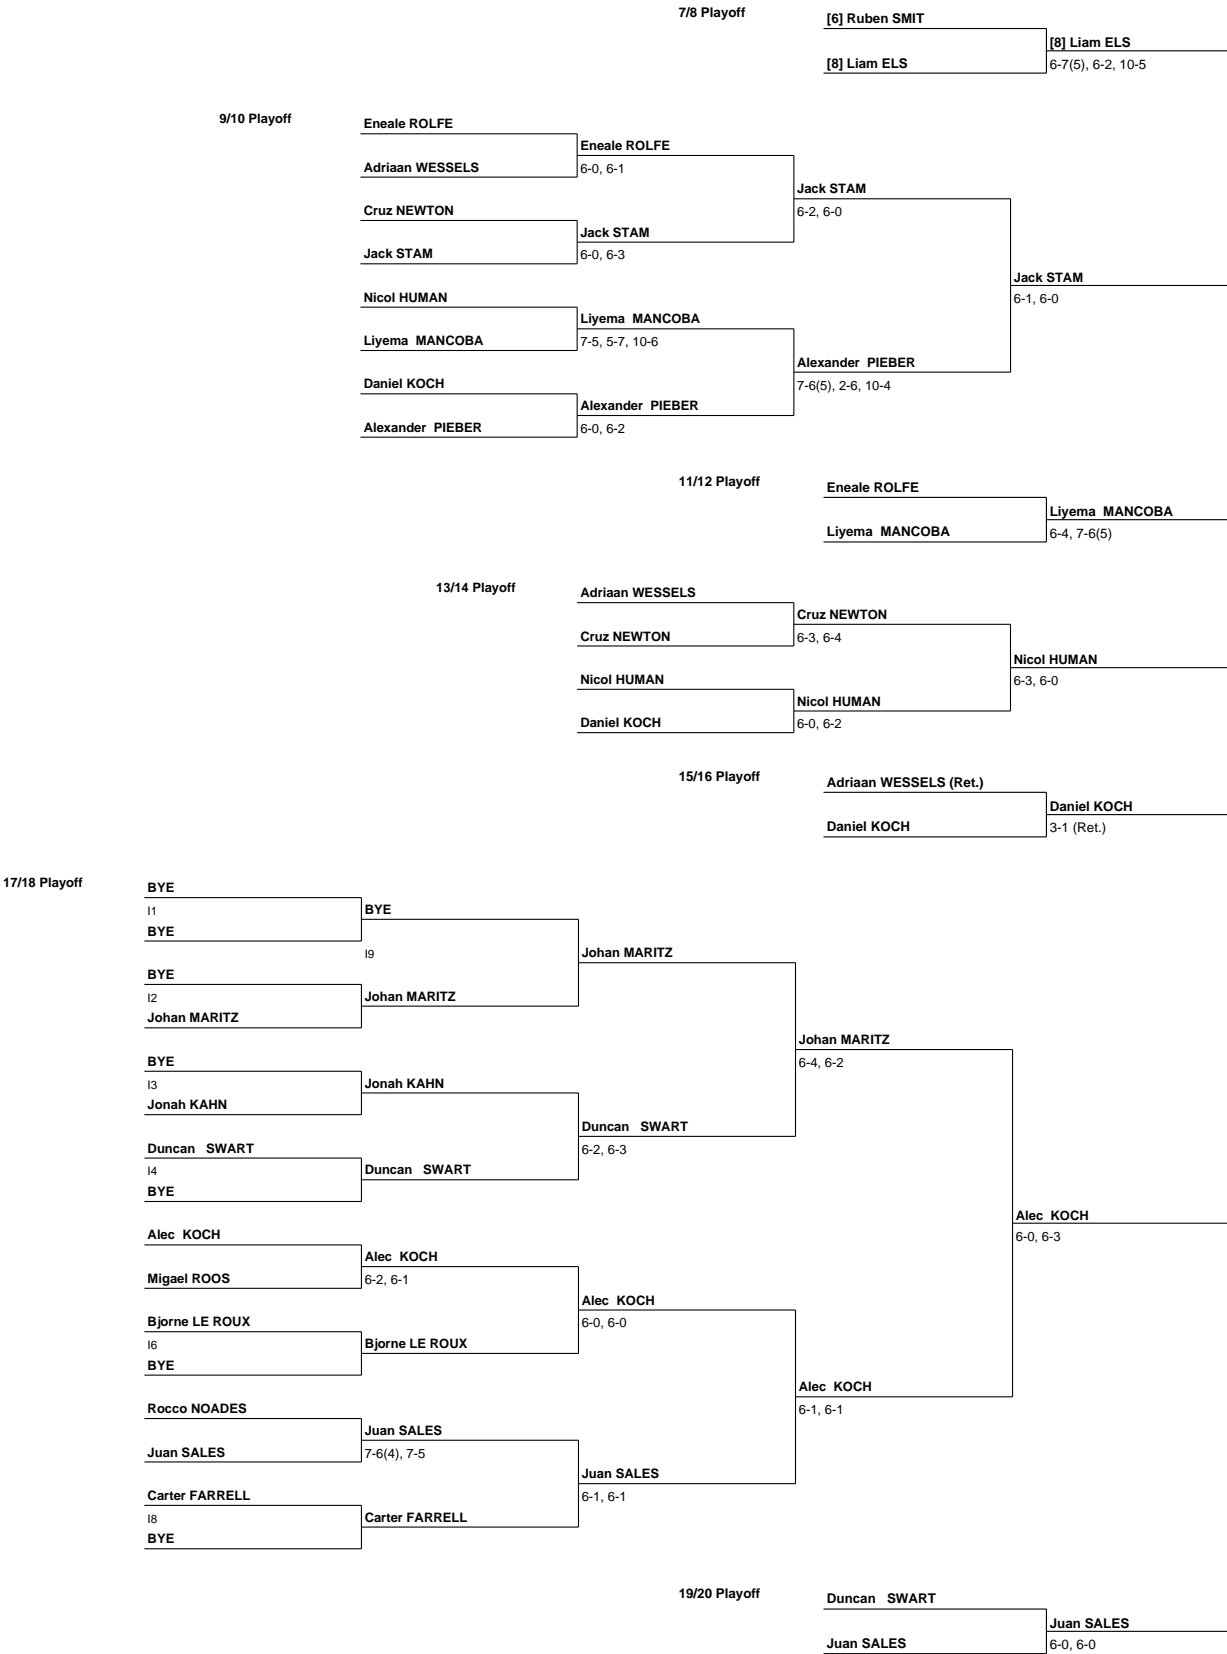 7/8 Playoff
[6] Ruben SMIT
[8] Liam ELS
[8] Liam ELS
6-7(5), 6-2, 10-5
9/10 Playoff
Eneale ROLFE
Eneale ROLFE
Adriaan WESSELS
6-0, 6-1
Jack STAM
Cruz NEWTON
6-2, 6-0
Jack STAM
Jack STAM
6-0, 6-3
Jack STAM
Nicol HUMAN
6-1, 6-0
Liyema MANCOBA
Liyema MANCOBA
7-5, 5-7, 10-6
Alexander PIEBER
Daniel KOCH
7-6(5), 2-6, 10-4
Alexander PIEBER
Alexander PIEBER
6-0, 6-2
11/12 Playoff
Eneale ROLFE
Liyema MANCOBA
Liyema MANCOBA
6-4, 7-6(5)
13/14 Playoff
Adriaan WESSELS
Cruz NEWTON
Cruz NEWTON
6-3, 6-4
Nicol HUMAN
Nicol HUMAN
6-3, 6-0
Nicol HUMAN
Daniel KOCH
6-0, 6-2
15/16 Playoff
Adriaan WESSELS (Ret.)
Daniel KOCH
Daniel KOCH
3-1 (Ret.)
17/18 Playoff
BYE
I1
BYE
BYE
I9
Johan MARITZ
BYE
I2
Johan MARITZ
Johan MARITZ
Johan MARITZ
6-4, 6-2
BYE
I3
Jonah KAHN
Jonah KAHN
Duncan SWART
6-2, 6-3
Duncan SWART
I4
Duncan SWART
BYE
Alec KOCH
6-0, 6-3
Alec KOCH
Alec KOCH
Migael ROOS
6-2, 6-1
Alec KOCH
6-0, 6-0
Bjorne LE ROUX
I6
Bjorne LE ROUX
BYE
Alec KOCH
6-1, 6-1
Rocco NOADES
Juan SALES
Juan SALES
7-6(4), 7-5
Juan SALES
6-1, 6-1
Carter FARRELL
I8
Carter FARRELL
BYE
19/20 Playoff
Duncan SWART
Juan SALES
Juan SALES
6-0, 6-0